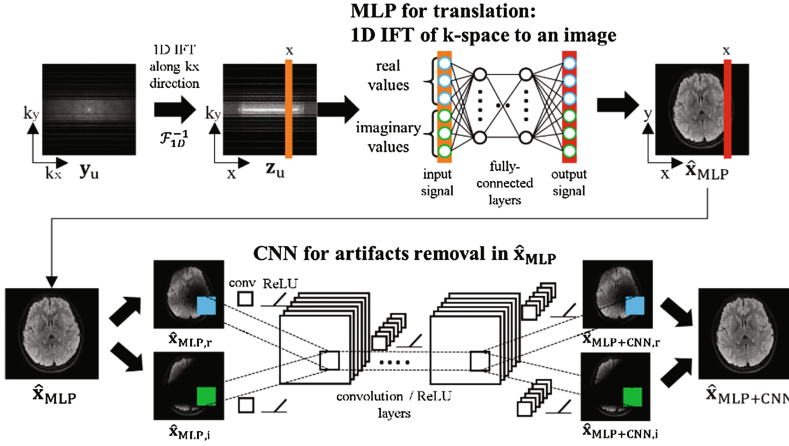 MLP for translation:
1D IFT of k-space to an image
1D IFT
along kx
direction
x
real
values
x
ky
ky
y
F₁D⁻¹
imaginary
values
kx
x
x
yᵤ
zᵤ
input
signal
fully-
connected
layers
output
signal
x̂MLP
CNN for artifacts removal in x̂MLP
conv ReLU
x̂MLP,r
x̂MLP+CNN,r
x̂MLP
convolution / ReLU
layers
x̂MLP+CNN
x̂MLP,i
x̂MLP+CNN,i